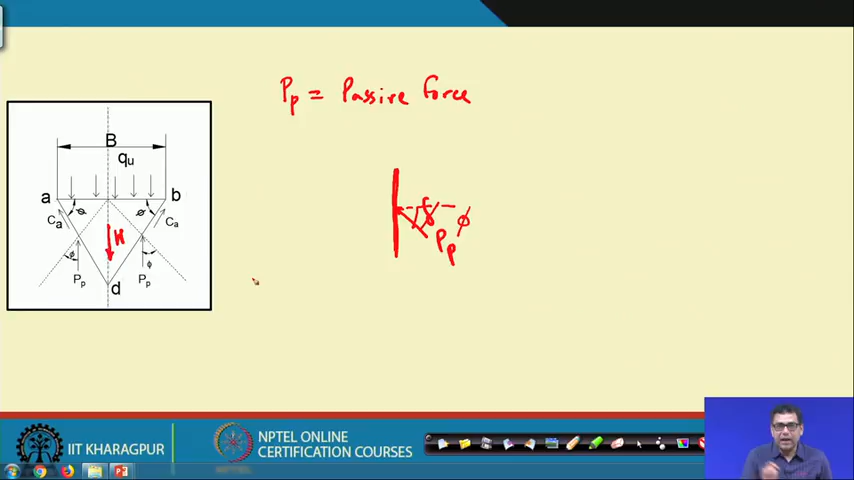 Pp = Passive force
B
qu
a
b
ϕ
ϕ
Ca
Ca
W
ϕ
ϕ
Pp
Pp
d
ϕ
Pp
IIT KHARAGPUR
NPTEL ONLINE
CERTIFICATION COURSES